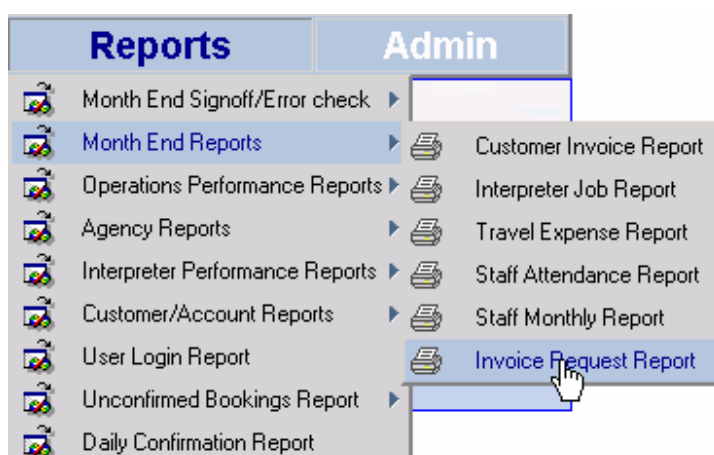 Reports Admin
Month End Signoff/Error check
Month End Reports
Operations Performance Reports
Agency Reports
Interpreter Performance Reports
Customer/Account Reports
User Login Report
Unconfirmed Bookings Report
Daily Confirmation Report
Customer Invoice Report
Interpreter Job Report
Travel Expense Report
Staff Attendance Report
Staff Monthly Report
Invoice Request Report